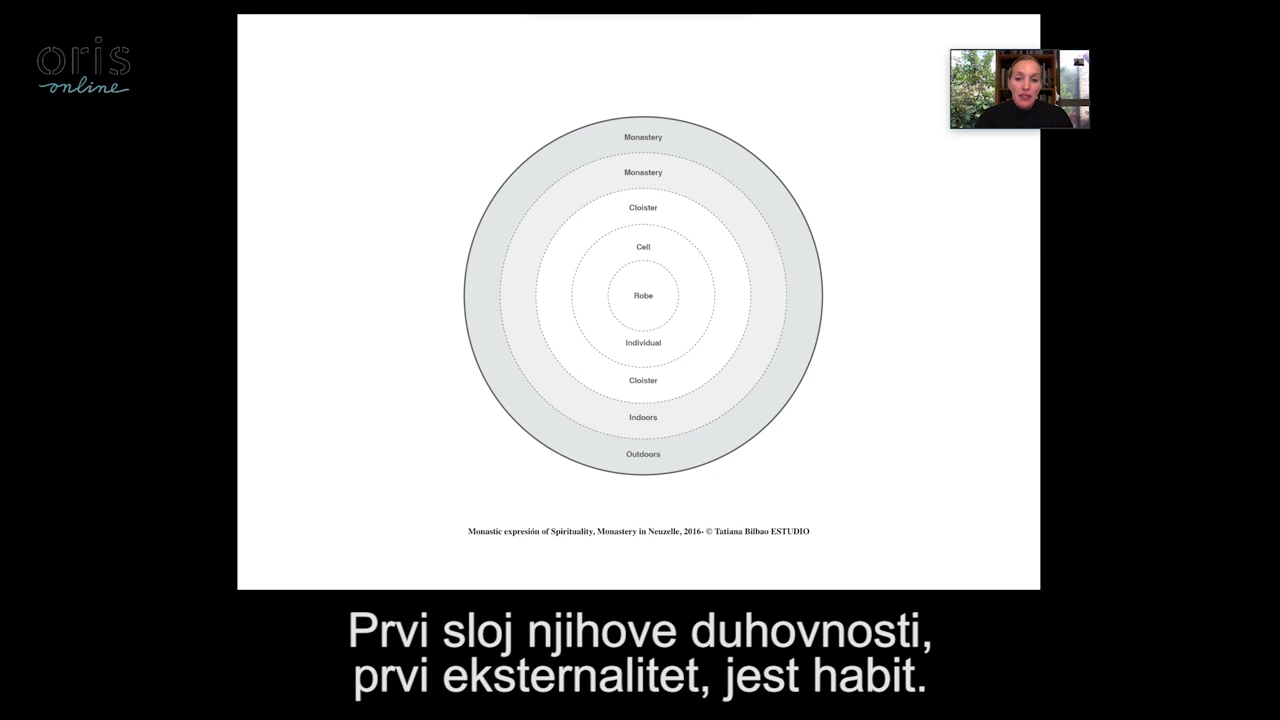 oris
online
Monastery
Monastery
Cloister
Cell
Robe
Individual
Cloister
Indoors
Outdoors
Monastic expresión of Spirituality, Monastery in Neuzelle, 2016- © Tatiana Bilbao ESTUDIO
Prvi sloj njihove duhovnosti,
prvi eksternalitet, jest habit.